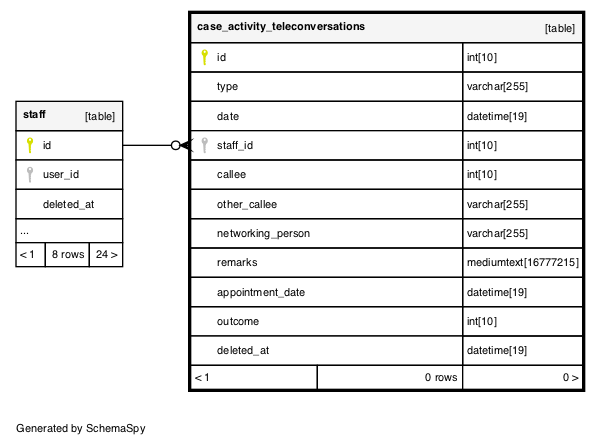 case_activity_teleconversations [table]
id int[10]
type varchar[255]
date datetime[19]
staff_id int[10]
callee int[10]
other_callee varchar[255]
networking_person varchar[255]
remarks mediumtext[16777215]
appointment_date datetime[19]
outcome int[10]
deleted_at datetime[19]
< 1 0 rows 0 >
staff [table]
id
user_id
deleted_at
...
< 1 8 rows 24 >
Generated by SchemaSpy